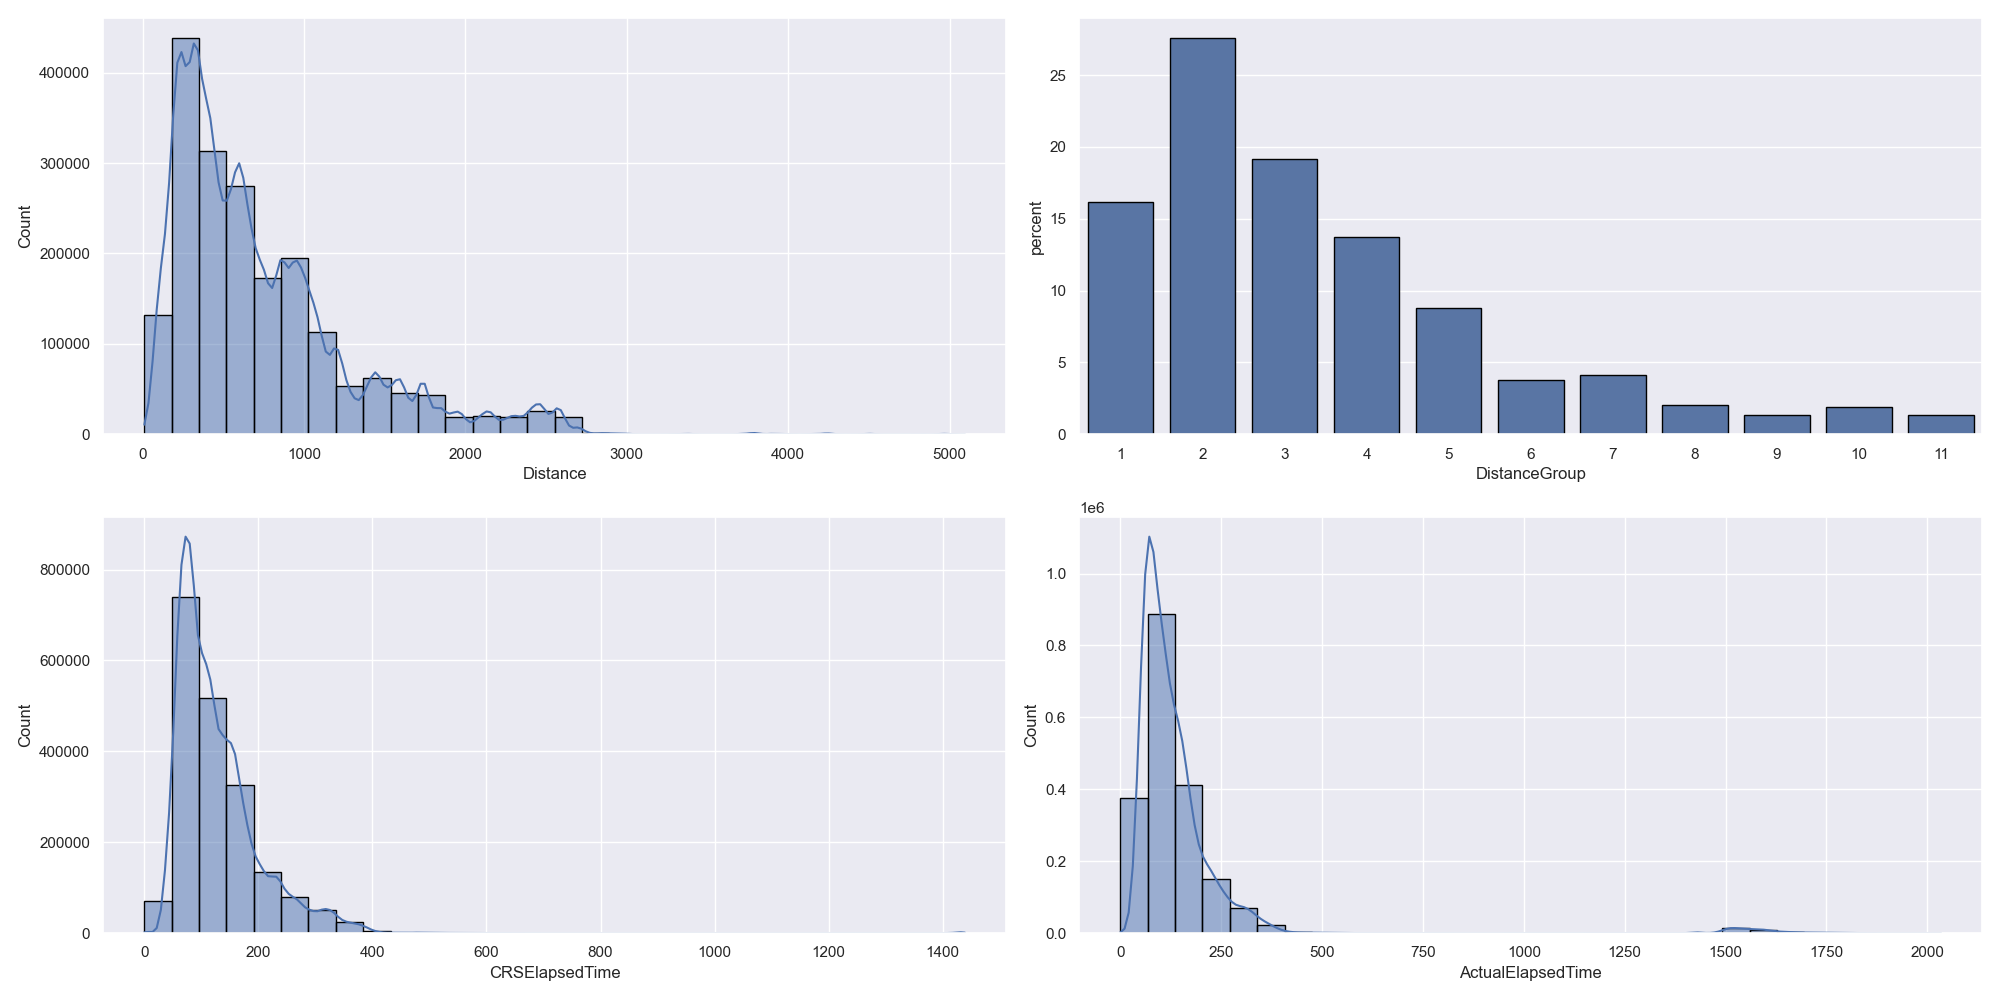 400000
300000
200000
100000
0
Count
0 1000 2000 3000 4000 5000
Distance
25
20
15
10
5
0
percent
1 2 3 4 5 6 7 8 9 10 11
DistanceGroup
800000
600000
400000
200000
0
Count
0 200 400 600 800 1000 1200 1400
CRSElapsedTime
1e6
1.0
0.8
0.6
0.4
0.2
0.0
Count
0 250 500 750 1000 1250 1500 1750 2000
ActualElapsedTime